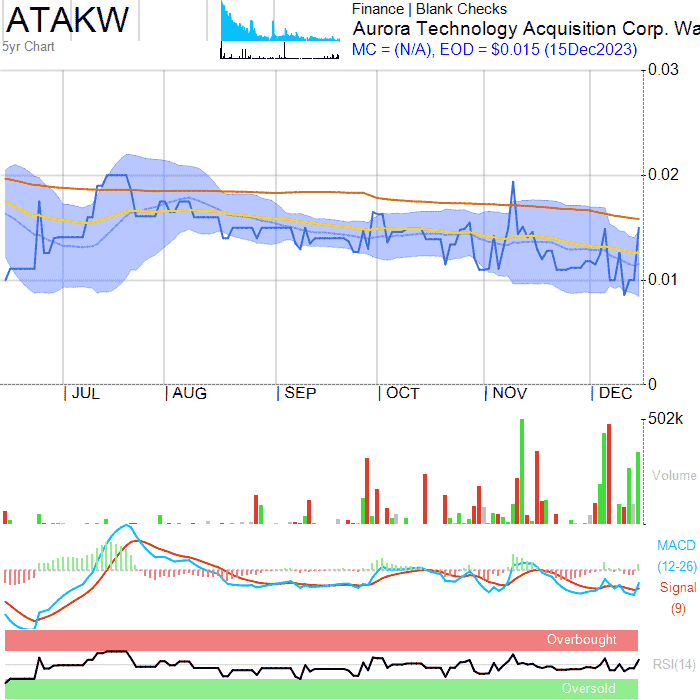 ATAKW
5yr Chart
Finance | Blank Checks
Aurora Technology Acquisition Corp. Wa
MC = (N/A), EOD = $0.015 (15Dec2023)
0.03
0.02
0.01
0
JUL AUG SEP OCT NOV DEC
502k
Volume
MACD
(12-26)
Signal
(9)
Overbought
RSI(14)
Oversold